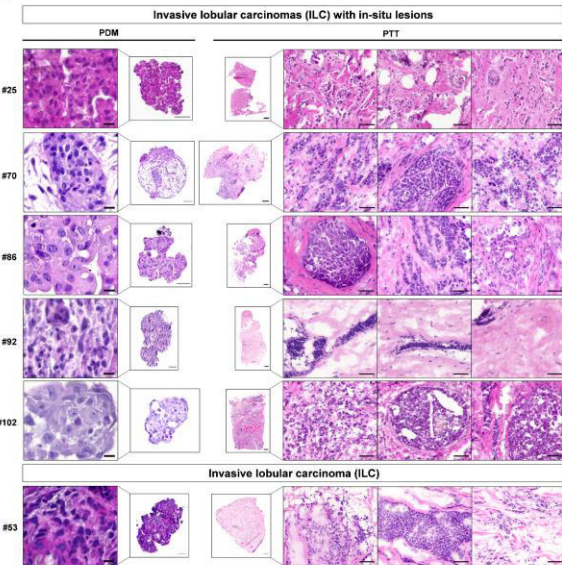 Invasive lobular carcinomas (ILC) with in-situ lesions
PDM PTT
#25
#70
#86
#92
#102
Invasive lobular carcinoma (ILC)
#53